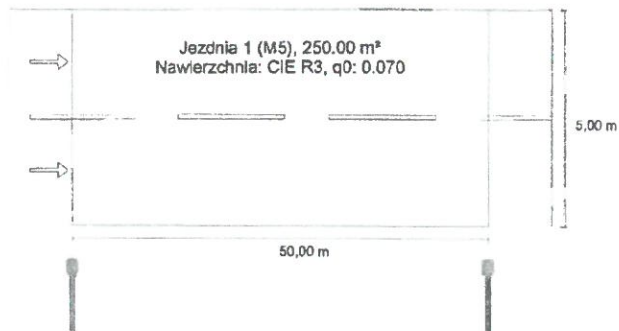 Jezdnia 1 (M5), 250.00 m²
Nawierzchnia: CIE R3, q0: 0.070
5,00 m
50,00 m